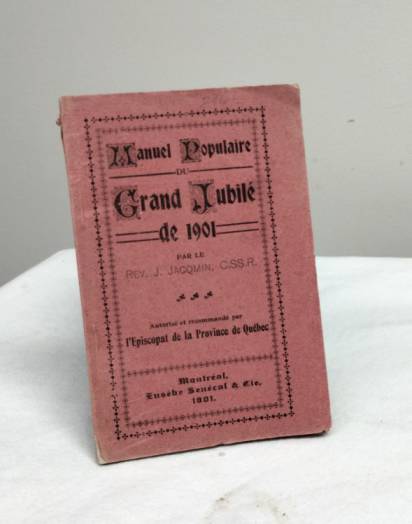 Manuel Populaire
DU
Grand Jubilé
de 1901
PAR LE
REV. J. JACQMIN, C.SS.R.
Autorisé et recommandé par
l'Episcopat de la Province de Québec
Montréal,
Eusèbe Senécal & Cie,
1901.